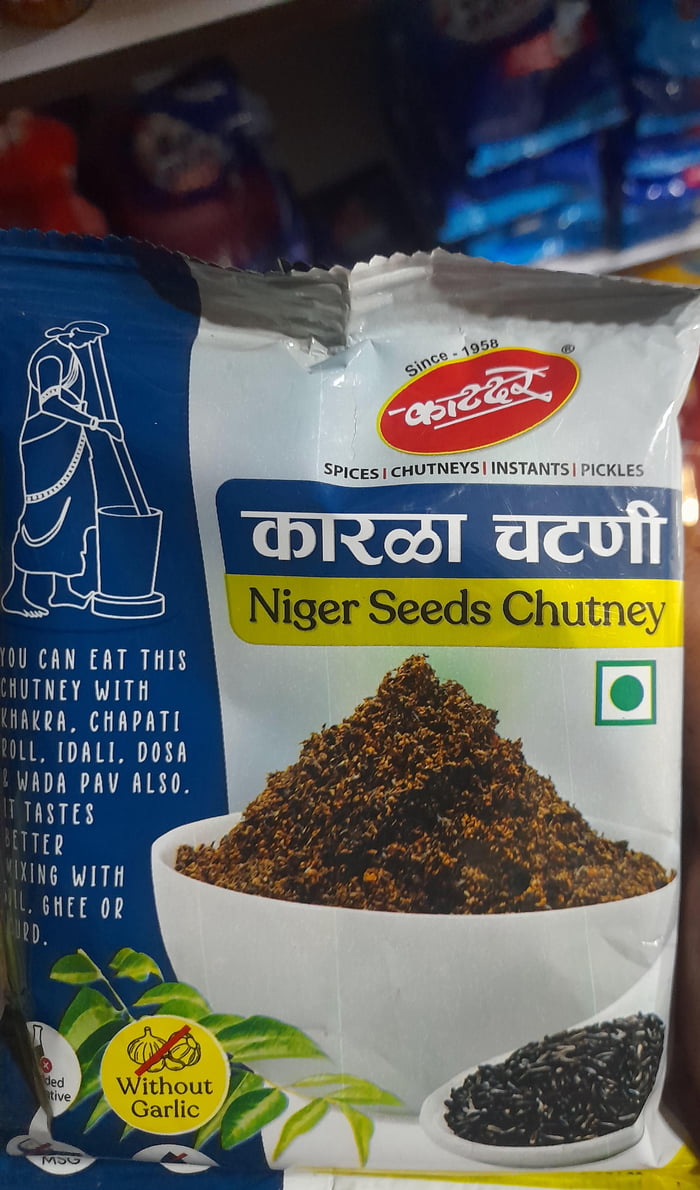 Since - 1958
काटदरे
®
SPICES | CHUTNEYS | INSTANTS | PICKLES
कारळा चटणी
Niger Seeds Chutney
YOU CAN EAT THIS
CHUTNEY WITH
KHAKRA, CHAPATI
ROLL, IDALI, DOSA
& WADA PAV ALSO.
IT TASTES
BETTER
MIXING WITH
OIL, GHEE OR
CURD.
Without
Garlic
MSG